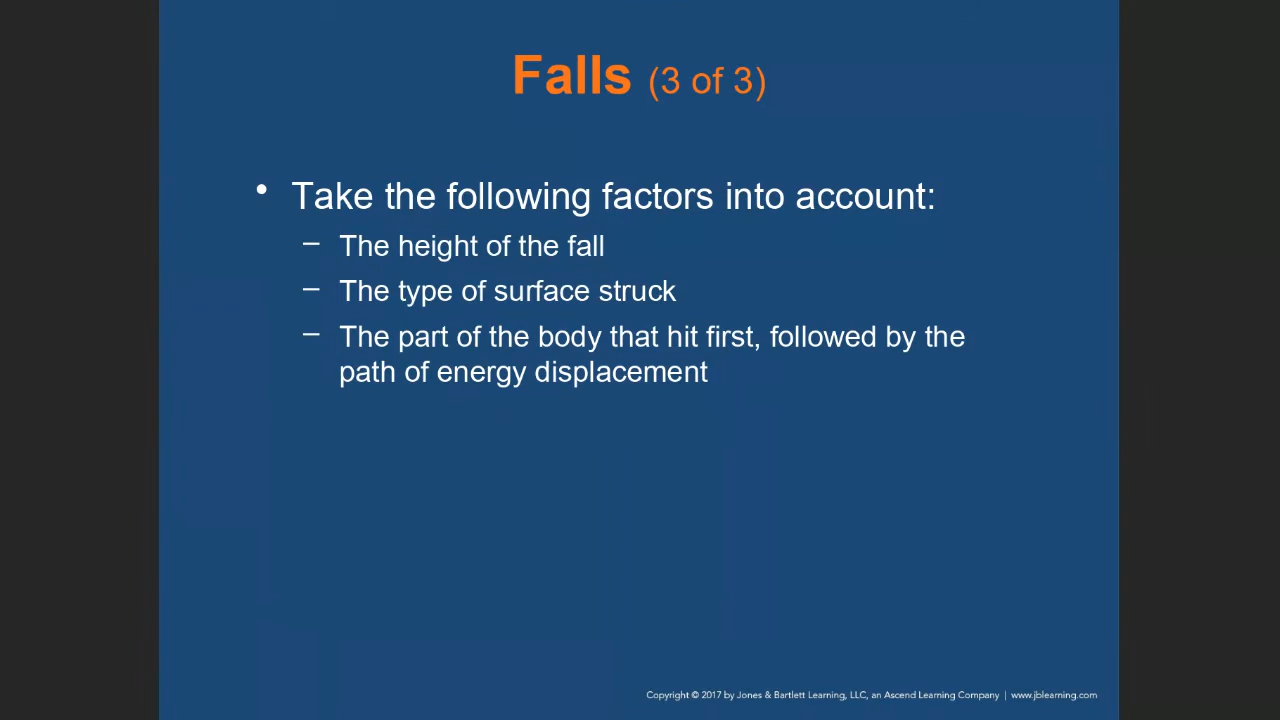 Falls (3 of 3)
• Take the following factors into account:
– The height of the fall
– The type of surface struck
– The part of the body that hit first, followed by the
path of energy displacement
Copyright © 2017 by Jones & Bartlett Learning, LLC, an Ascend Learning Company | www.jblearning.com